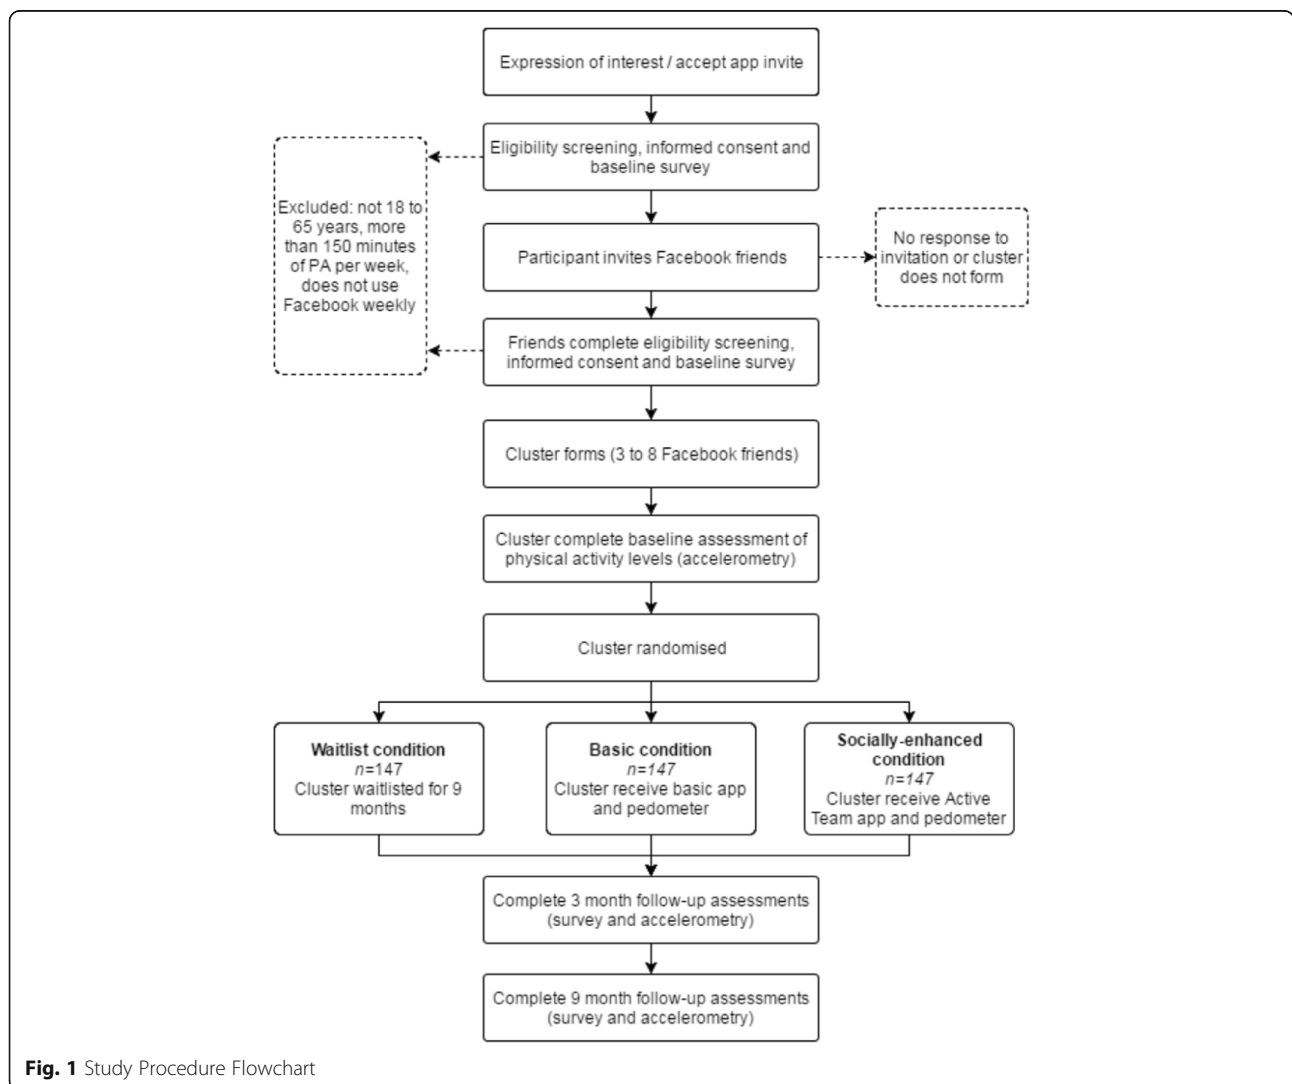 Expression of interest / accept app invite
Eligibility screening, informed consent and
baseline survey
Excluded: not 18 to
65 years, more
than 150 minutes
of PA per week,
does not use
Facebook weekly
Participant invites Facebook friends
No response to
invitation or cluster
does not form
Friends complete eligibility screening,
informed consent and baseline survey
Cluster forms (3 to 8 Facebook friends)
Cluster complete baseline assessment of
physical activity levels (accelerometry)
Cluster randomised
Waitlist condition
n=147
Cluster waitlisted for 9
months
Basic condition
n=147
Cluster receive basic app
and pedometer
Socially-enhanced
condition
n=147
Cluster receive Active
Team app and pedometer
Complete 3 month follow-up assessments
(survey and accelerometry)
Complete 9 month follow-up assessments
(survey and accelerometry)
Fig. 1 Study Procedure Flowchart